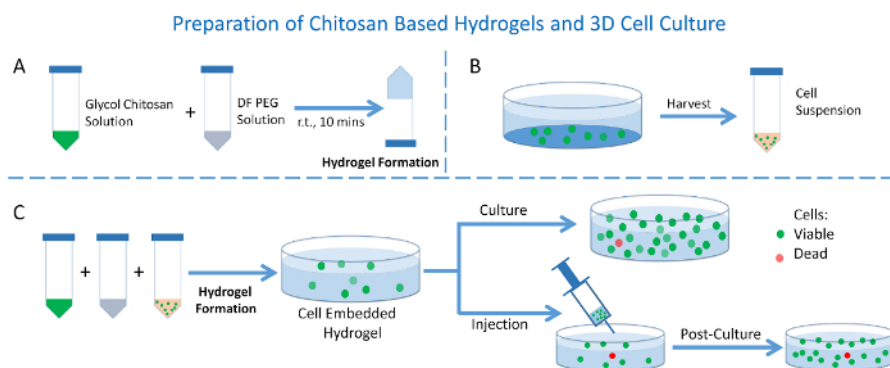 Preparation of Chitosan Based Hydrogels and 3D Cell Culture
A
Glycol Chitosan
Solution
+
DF PEG
Solution
r.t., 10 mins
Hydrogel Formation
B
Harvest
Cell
Suspension
C
+
+
Hydrogel
Formation
Cell Embedded
Hydrogel
Culture
Injection
Post-Culture
Cells:
Viable
Dead